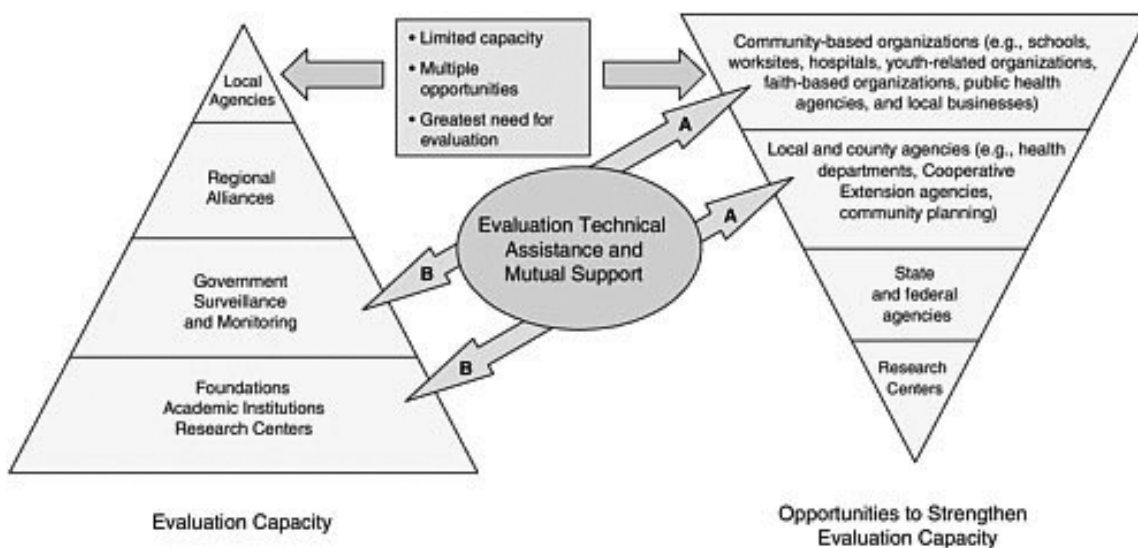 Local
Agencies
Regional
Alliances
Government
Surveillance
and Monitoring
Foundations
Academic Institutions
Research Centers
Evaluation Capacity
• Limited capacity
• Multiple
opportunities
• Greatest need for
evaluation
A
A
Evaluation Technical
Assistance and
Mutual Support
B
B
Community-based organizations (e.g., schools,
worksites, hospitals, youth-related organizations,
faith-based organizations, public health
agencies, and local businesses)
Local and county agencies (e.g., health
departments, Cooperative
Extension agencies,
community planning)
State
and federal
agencies
Research
Centers
Opportunities to Strengthen
Evaluation Capacity